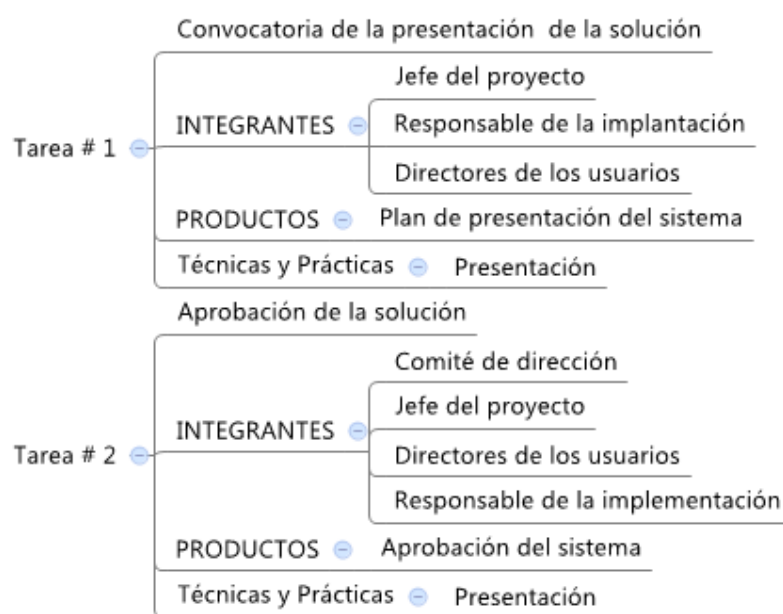 Convocatoria de la presentación de la solución
Tarea # 1
INTEGRANTES
Jefe del proyecto
Responsable de la implantación
Directores de los usuarios
PRODUCTOS
Plan de presentación del sistema
Técnicas y Prácticas
Presentación
Aprobación de la solución
Tarea # 2
INTEGRANTES
Comité de dirección
Jefe del proyecto
Directores de los usuarios
Responsable de la implementación
PRODUCTOS
Aprobación del sistema
Técnicas y Prácticas
Presentación